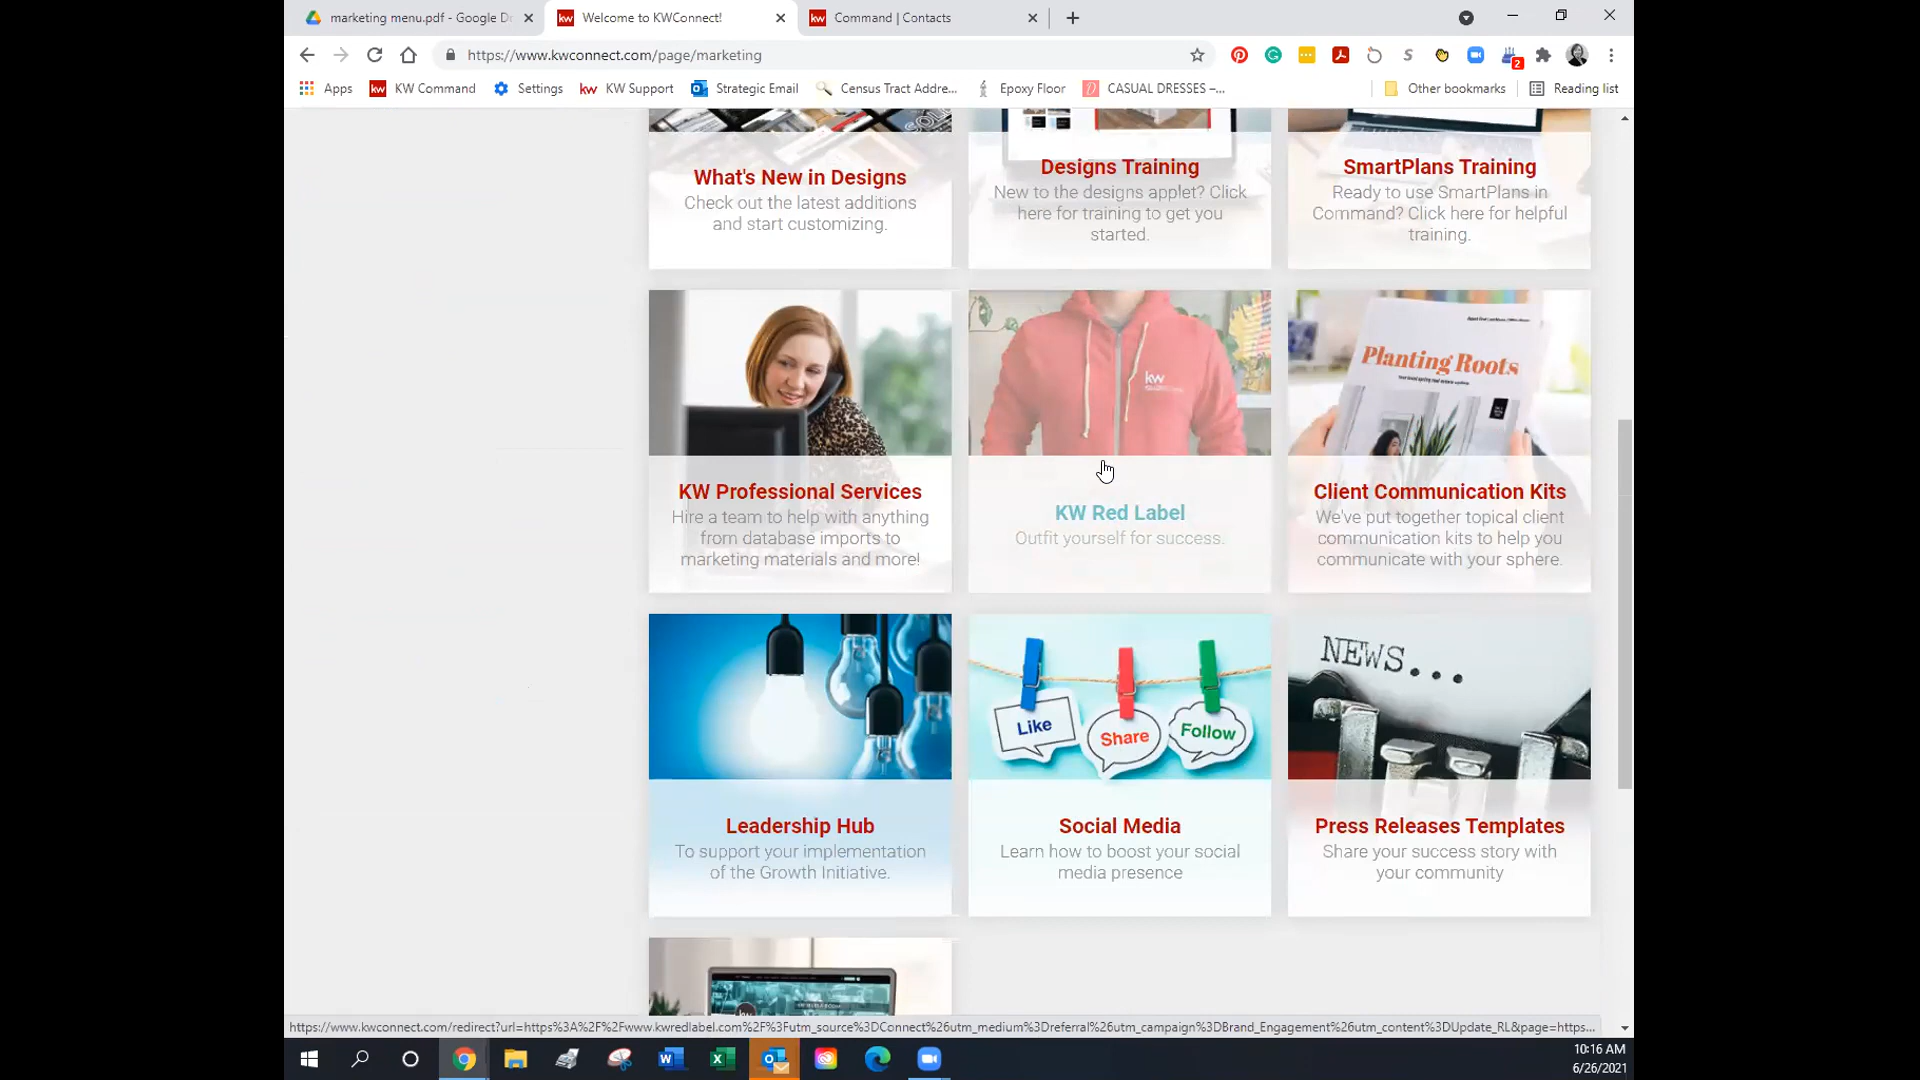 marketing menu.pdf - Google Dr
kw Welcome to KWConnect!
kw Command | Contacts
https://www.kwconnect.com/page/marketing
2
Apps
kw KW Command
Settings
kw KW Support
Strategic Email
Census Tract Addre...
Epoxy Floor
CASUAL DRESSES –...
Other bookmarks
Reading list
SOLD
What's New in Designs
Check out the latest additions
and start customizing.
Designs Training
New to the designs applet? Click
here for training to get you
started.
SmartPlans Training
Ready to use SmartPlans in
Command? Click here for helpful
training.
KW Professional Services
Hire a team to help with anything
from database imports to
marketing materials and more!
kw
KW Red Label
Outfit yourself for success.
Planting Roots
Client Communication Kits
We've put together topical client
communication kits to help you
communicate with your sphere.
Leadership Hub
To support your implementation
of the Growth Initiative.
Like
Share
Follow
Social Media
Learn how to boost your social
media presence
NEWS...
Press Releases Templates
Share your success story with
your community
https://www.kwconnect.com/redirect?url=https%3A%2F%2Fwww.kwredlabel.com%2F%3Futm_source%3DConnect%26utm_medium%3Dreferral%26utm_campaign%3DBrand_Engagement%26utm_content%3DUpdate_RL&page=https...
10:16 AM
6/26/2021